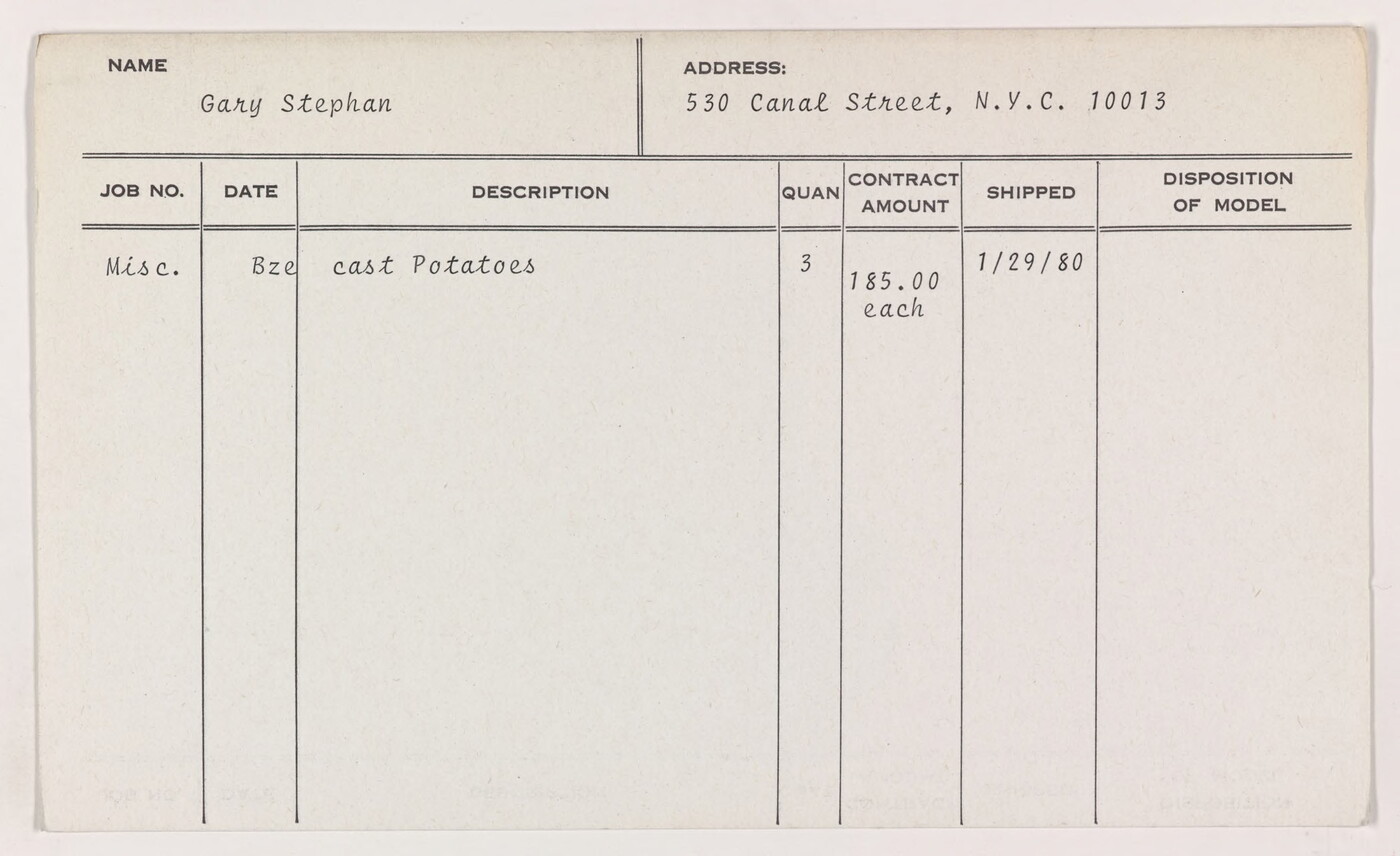 NAME
Gary Stephan
ADDRESS:
530 Canal Street, N.Y.C. 10013
JOB NO. DATE DESCRIPTION QUAN CONTRACT AMOUNT SHIPPED DISPOSITION OF MODEL
Misc. Bze cast Potatoes 3 185.00 each 1/29/80